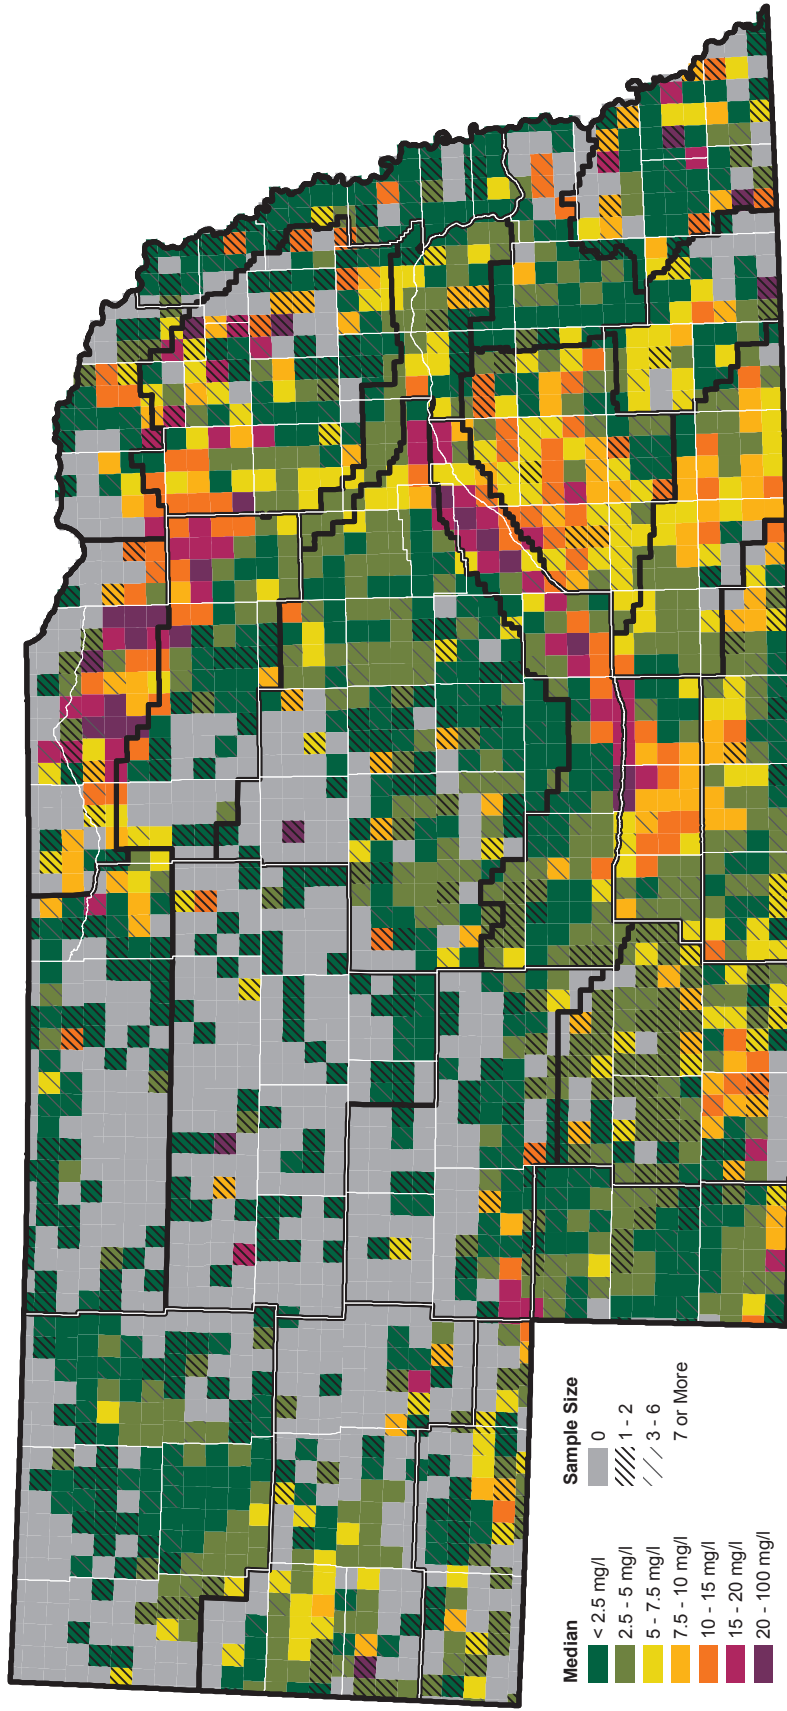 Median
< 2.5 mg/l
2.5 - 5 mg/l
5 - 7.5 mg/l
7.5 - 10 mg/l
10 - 15 mg/l
15 - 20 mg/l
20 - 100 mg/l
Sample Size
0
1 - 2
3 - 6
7 or More